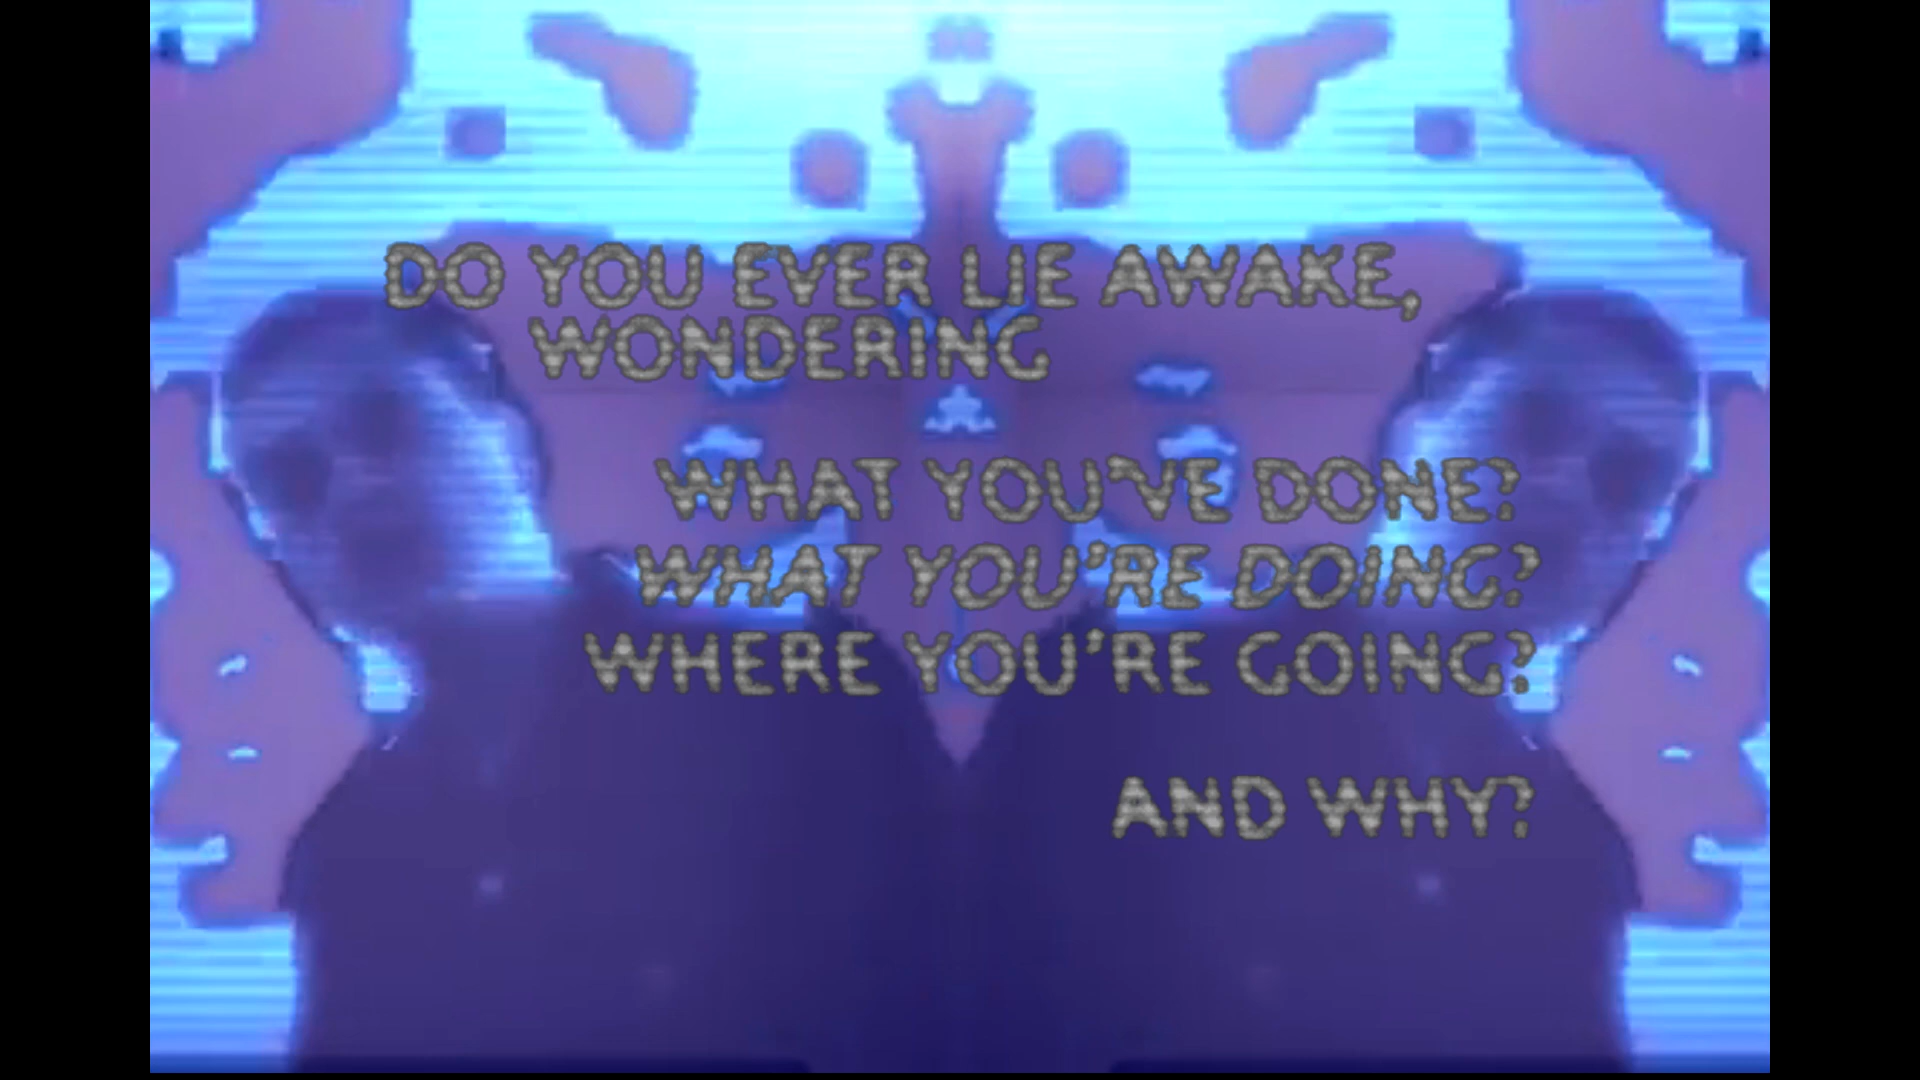 DO YOU EVER LIE AWAKE,
WONDERING
WHAT YOU'VE DONE?
WHAT YOU'RE DOING?
WHERE YOU'RE GOING?
AND WHY?